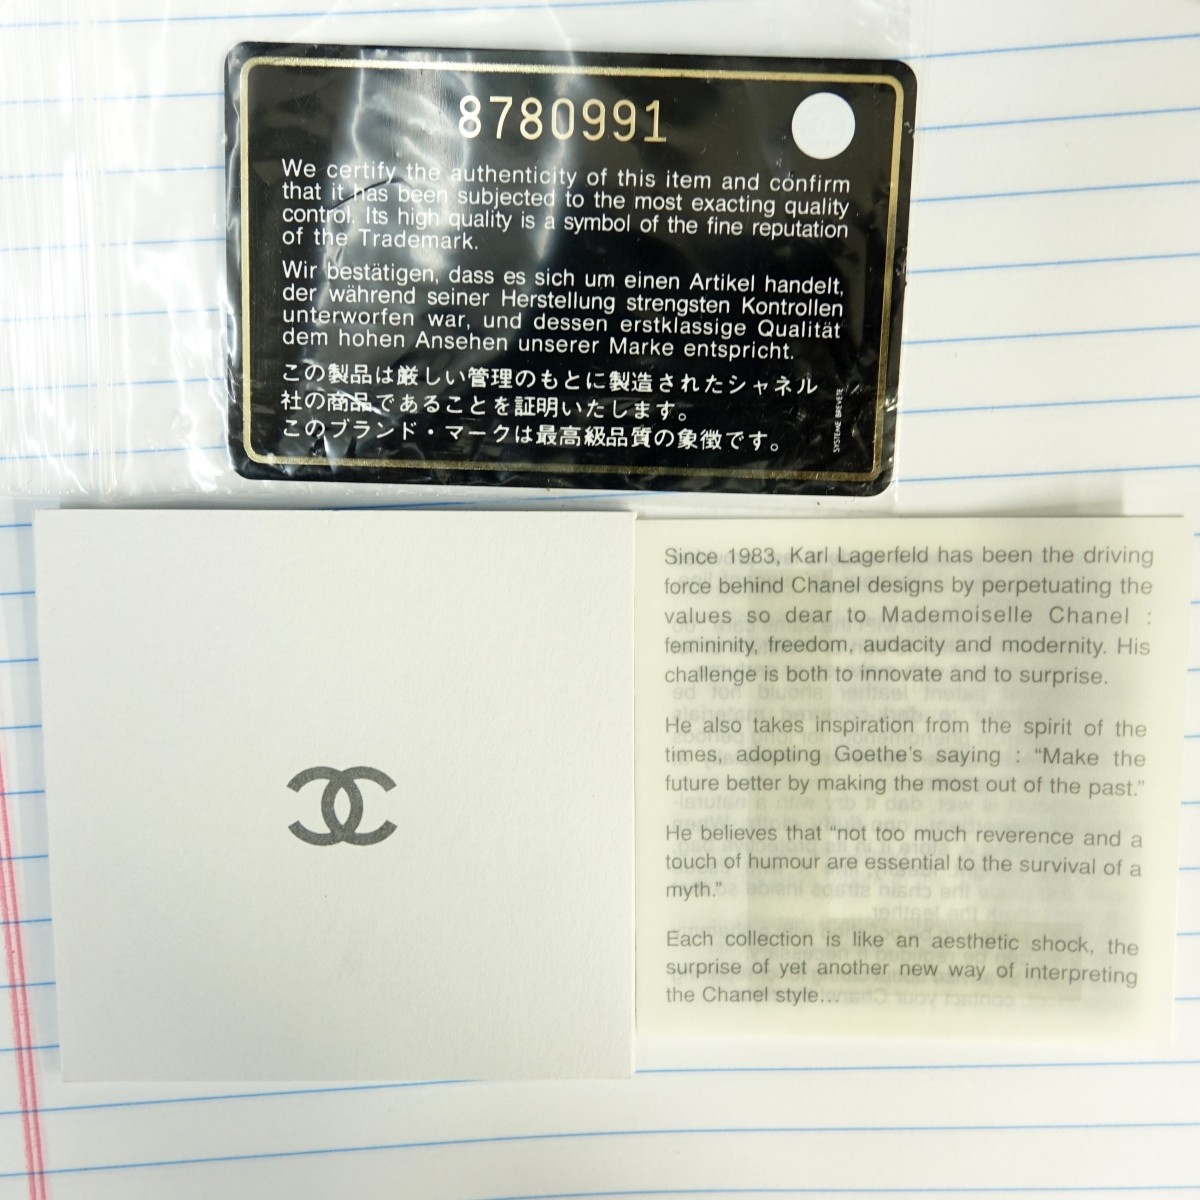 8780991
We certify the authenticity of this item and confirm
that it has been subjected to the most exacting quality
control. Its high quality is a symbol of the fine reputation
of the Trademark.
Wir bestätigen, dass es sich um einen Artikel handelt,
der während seiner Herstellung strengsten Kontrollen
unterworfen war, und dessen erstklassige Qualität
dem hohen Ansehen unserer Marke entspricht.
この製品は厳しい管理のもとに製造されたシャネル
社の商品であることを証明いたします。
このブランド・マークは最高級品質の象徴です。
SYSTEME BREVETE
Since 1983, Karl Lagerfeld has been the driving
force behind Chanel designs by perpetuating the
values so dear to Mademoiselle Chanel :
femininity, freedom, audacity and modernity. His
challenge is both to innovate and to surprise.
He also takes inspiration from the spirit of the
times, adopting Goethe's saying : “Make the
future better by making the most out of the past.”
He believes that “not too much reverence and a
touch of humour are essential to the survival of a
myth.”
Each collection is like an aesthetic shock, the
surprise of yet another new way of interpreting
the Chanel style...